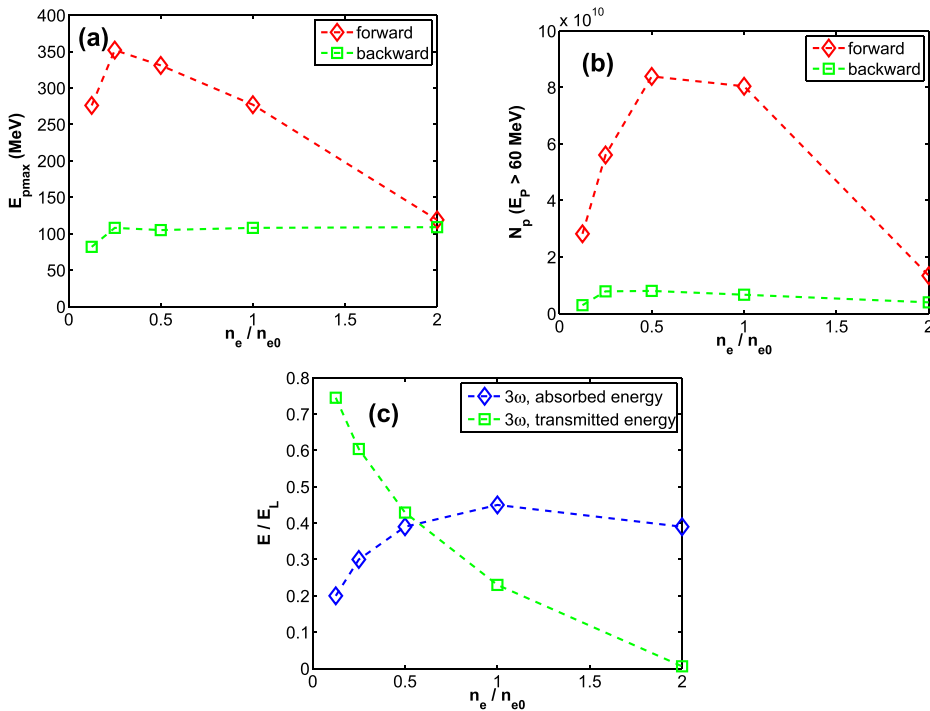 (a)
forward
backward
E_pmax (MeV)
400
350
300
250
200
150
100
50
0
0 0.5 1 1.5 2
n_e / n_e0
x 10^10
(b)
forward
backward
N_p (E_P > 60 MeV)
10
8
6
4
2
0
0 0.5 1 1.5 2
n_e / n_e0
(c)
3ω, absorbed energy
3ω, transmitted energy
E / E_L
0.8
0.7
0.6
0.5
0.4
0.3
0.2
0.1
0
0 0.5 1 1.5 2
n_e / n_e0